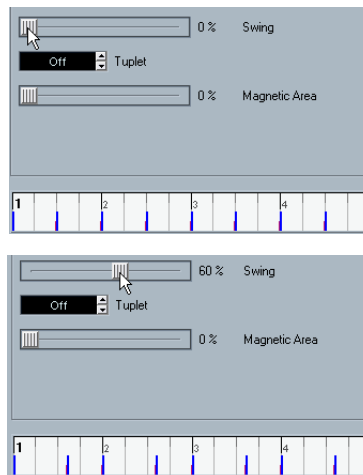 0 % Swing
Off Tuplet
0 % Magnetic Area
1 2 3 4
60 % Swing
Off Tuplet
0 % Magnetic Area
1 2 3 4